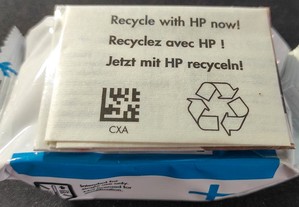 Recycle with HP now!
Recyclez avec HP !
Jetzt mit HP recyceln!
CXA